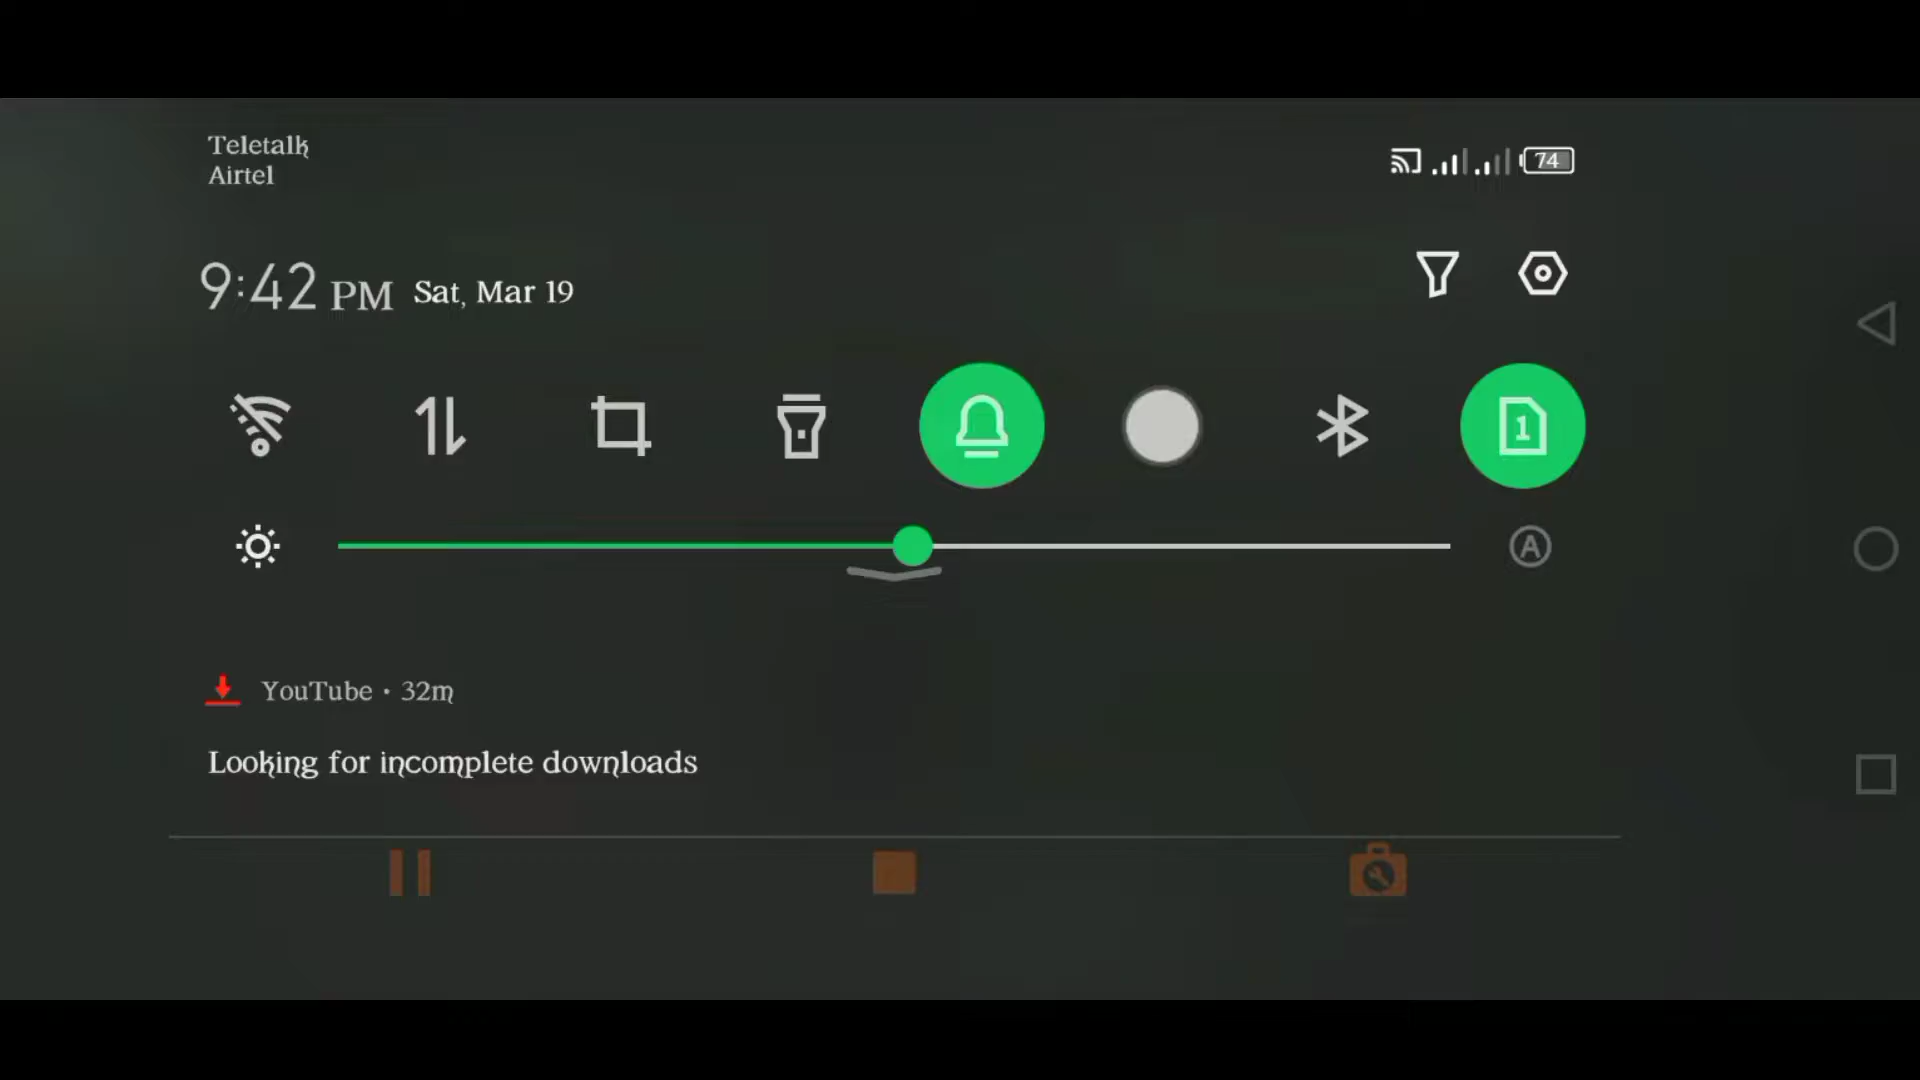 Teletalk
Airtel
74
9:42 PM Sat, Mar 19
1
A
YouTube • 32m
Looking for incomplete downloads